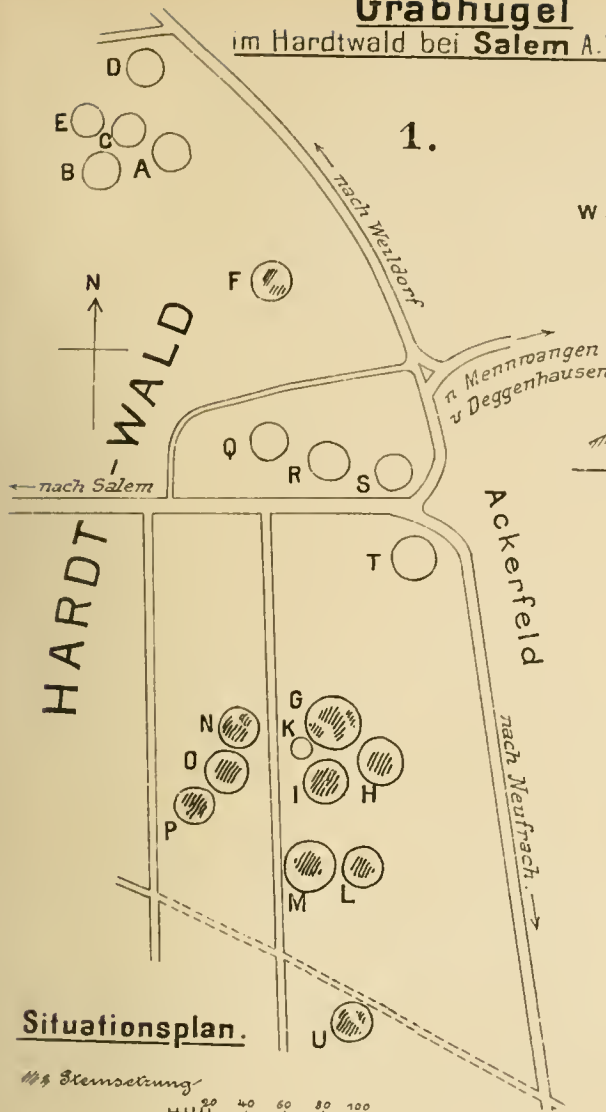 Grabhügel
im Hardtwald bei Salem A.
1.
D
E
C
B
A
nach Weildorf
W
F
N
n Mennwangen
u Deggenhausen
HARDT-WALD
Q
R
S
nach Salem
T
Ackerfeld
G
N
K
O
I
H
P
nach Neufrach.
M
L
Situationsplan.
U
Steinsetzung
20 40 60 80 100